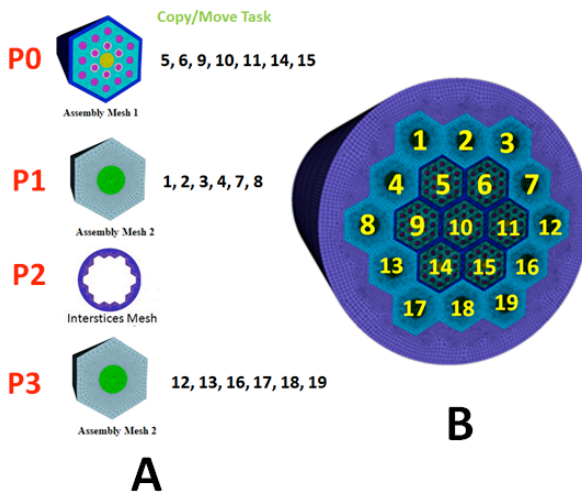 Copy/Move Task
P0
5, 6, 9, 10, 11, 14, 15
Assembly Mesh 1
P1
1, 2, 3, 4, 7, 8
Assembly Mesh 2
P2
Interstices Mesh
P3
12, 13, 16, 17, 18, 19
Assembly Mesh 2
A
1 2 3
4 5 6 7
8 9 10 11 12
13 14 15 16
17 18 19
B